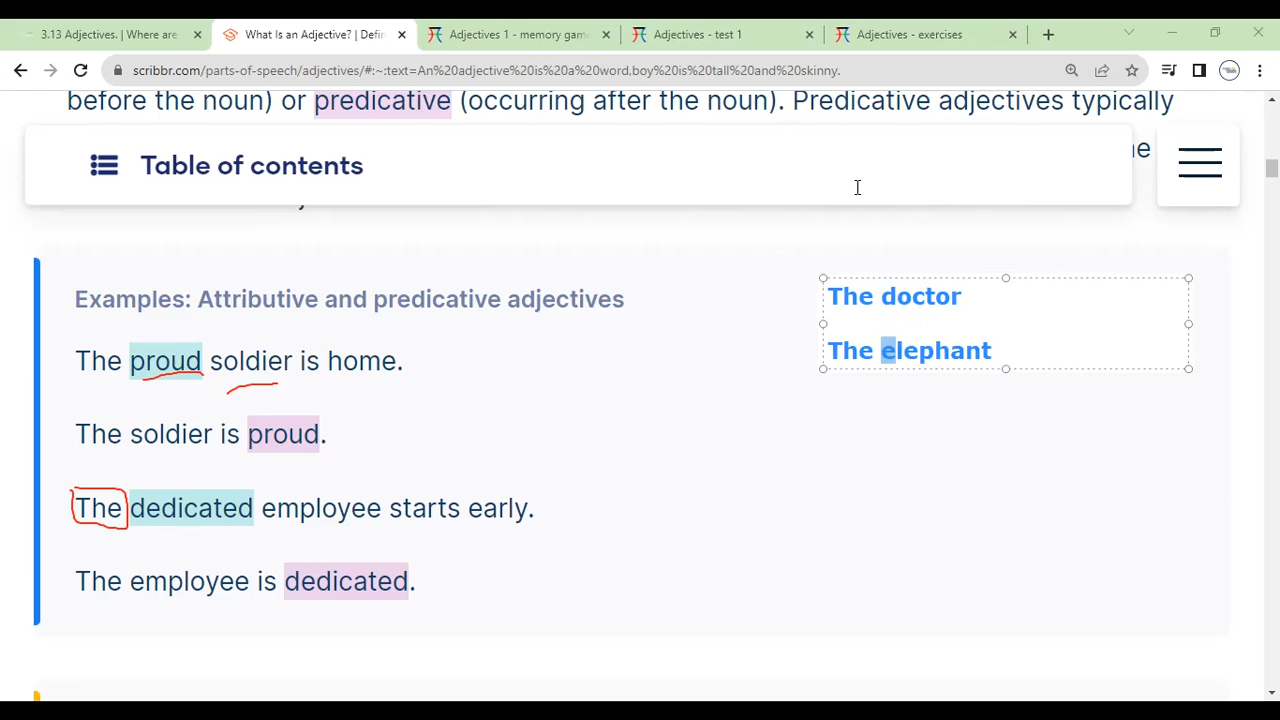 3.13 Adjectives. | Where are
What Is an Adjective? | Defin
Adjectives 1 - memory game
Adjectives - test 1
Adjectives - exercises
scribbr.com/parts-of-speech/adjectives/#:~:text=An%20adjective%20is%20a%20word,boy%20is%20tall%20and%20skinny.
before the noun) or predicative (occurring after the noun). Predicative adjectives typically
Table of contents
Examples: Attributive and predicative adjectives
The doctor
The elephant
The proud soldier is home.
The soldier is proud.
The dedicated employee starts early.
The employee is dedicated.